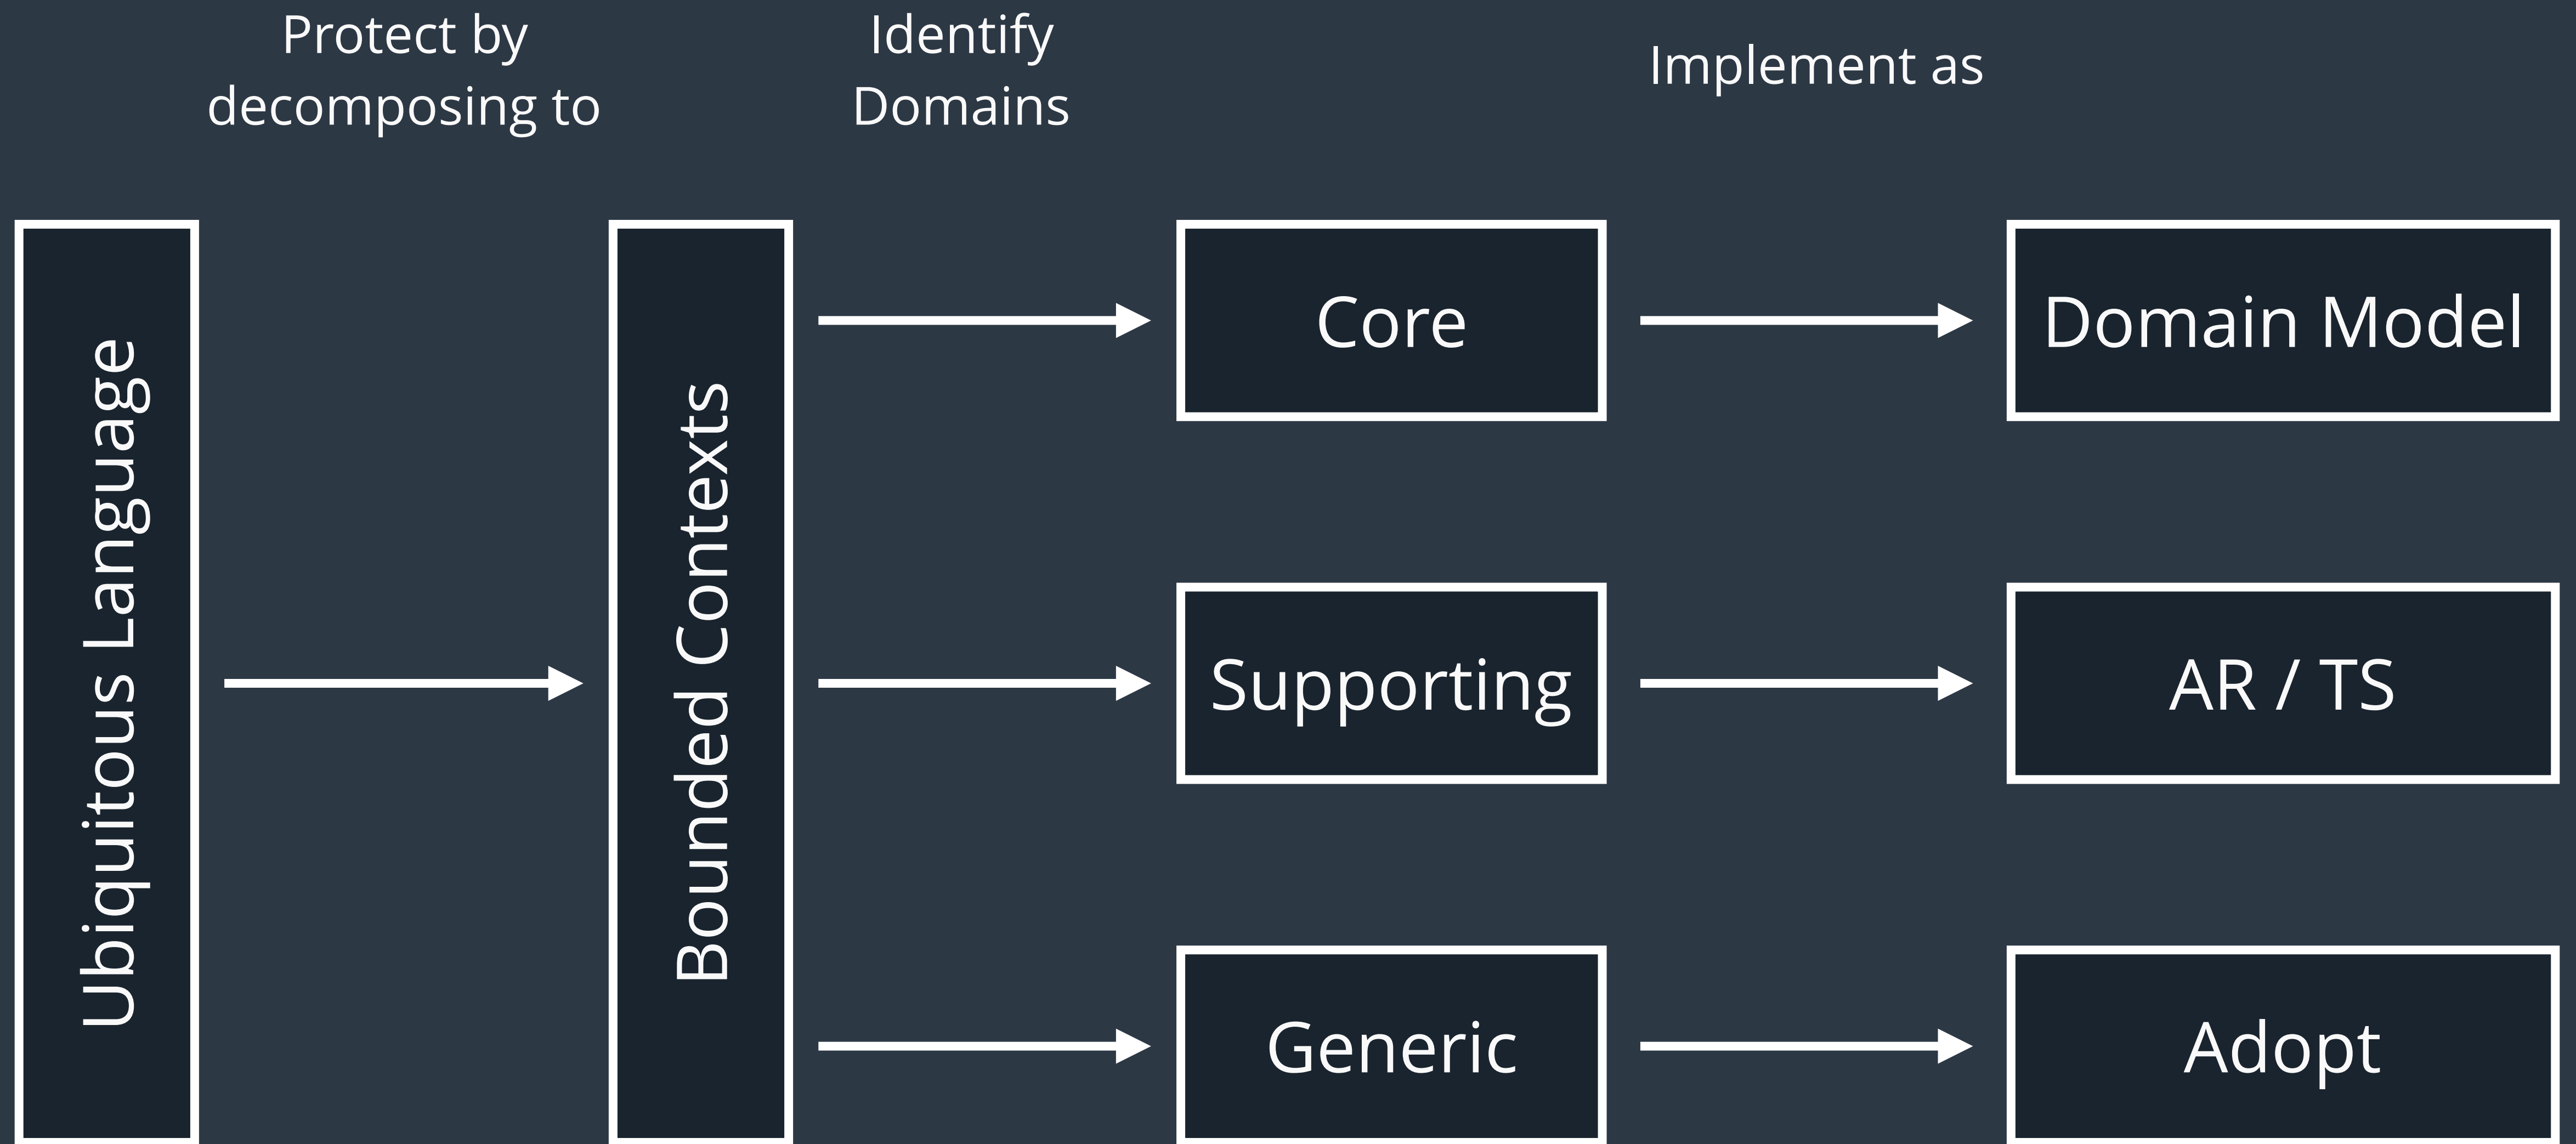 Protect by
decomposing to
Identify
Domains
Implement as
Ubiquitous Language
Bounded Contexts
Core
Domain Model
Supporting
AR / TS
Generic
Adopt